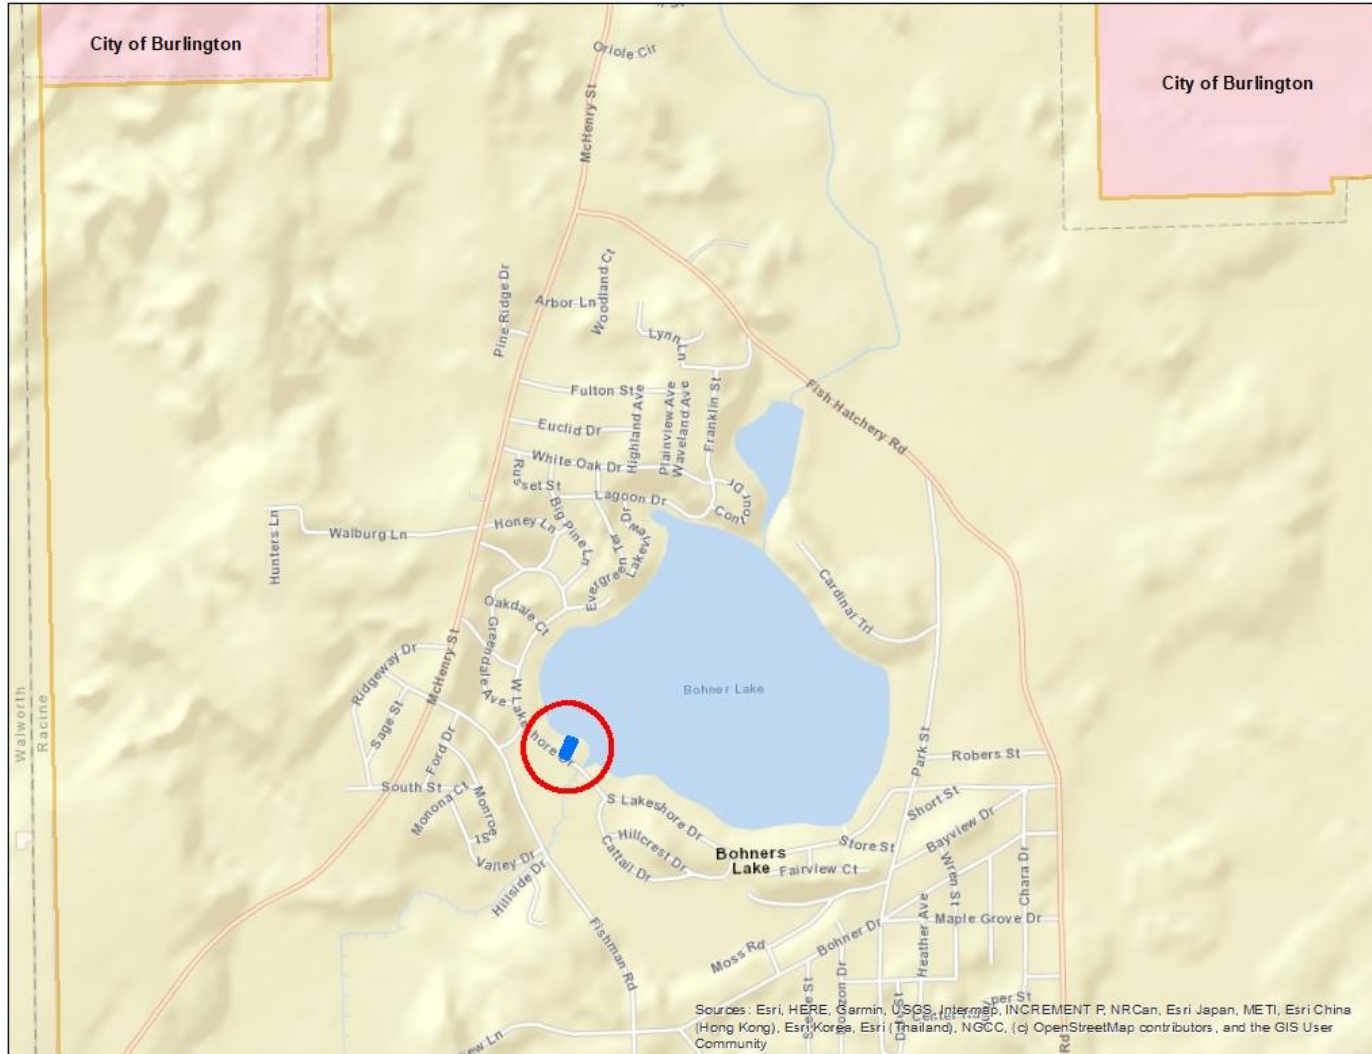 City of Burlington
City of Burlington
Oriole Cir
McHenry St
Pine Ridge Dr
Arbor Ln
Woodland Ct
Lynn Ln
Fish Hatchery Rd
Fulton St
Highland Ave
Plainview Ave
Waveland Ave
Franklin St
Euclid Dr
White Oak Dr
Russet St
Lagoon Dr
Contour Dr
Hunters Ln
Walburg Ln
Honey Ln
Big Pine Ln
Evergreen Ter
Lakeview Dr
Cardinal Trl
Oakdale Ct
Greendale Ave
Ridgeway Dr
McHenry St
Walworth
Racine
Sage St
Ford Dr
W Lakeshore Dr
Bohner Lake
Park St
Robers St
South St
Monona Ct
Monroe St
Valley Dr
Hillside Dr
S Lakeshore Dr
Hillcrest Dr
Cattail Dr
Bohners
Lake
Store St
Short St
Bayview Dr
Fairview Ct
Wren St
Chara Dr
Heather Ave
Maple Grove Dr
Bohner Dr
Moss Rd
Fishman Rd
Rd
Sources: Esri, HERE, Garmin, USGS, Intermap, INCREMENT P, NRCan, Esri Japan, METI, Esri China
(Hong Kong), Esri Korea, Esri (Thailand), NGCC, (c) OpenStreetMap contributors, and the GIS User
Community